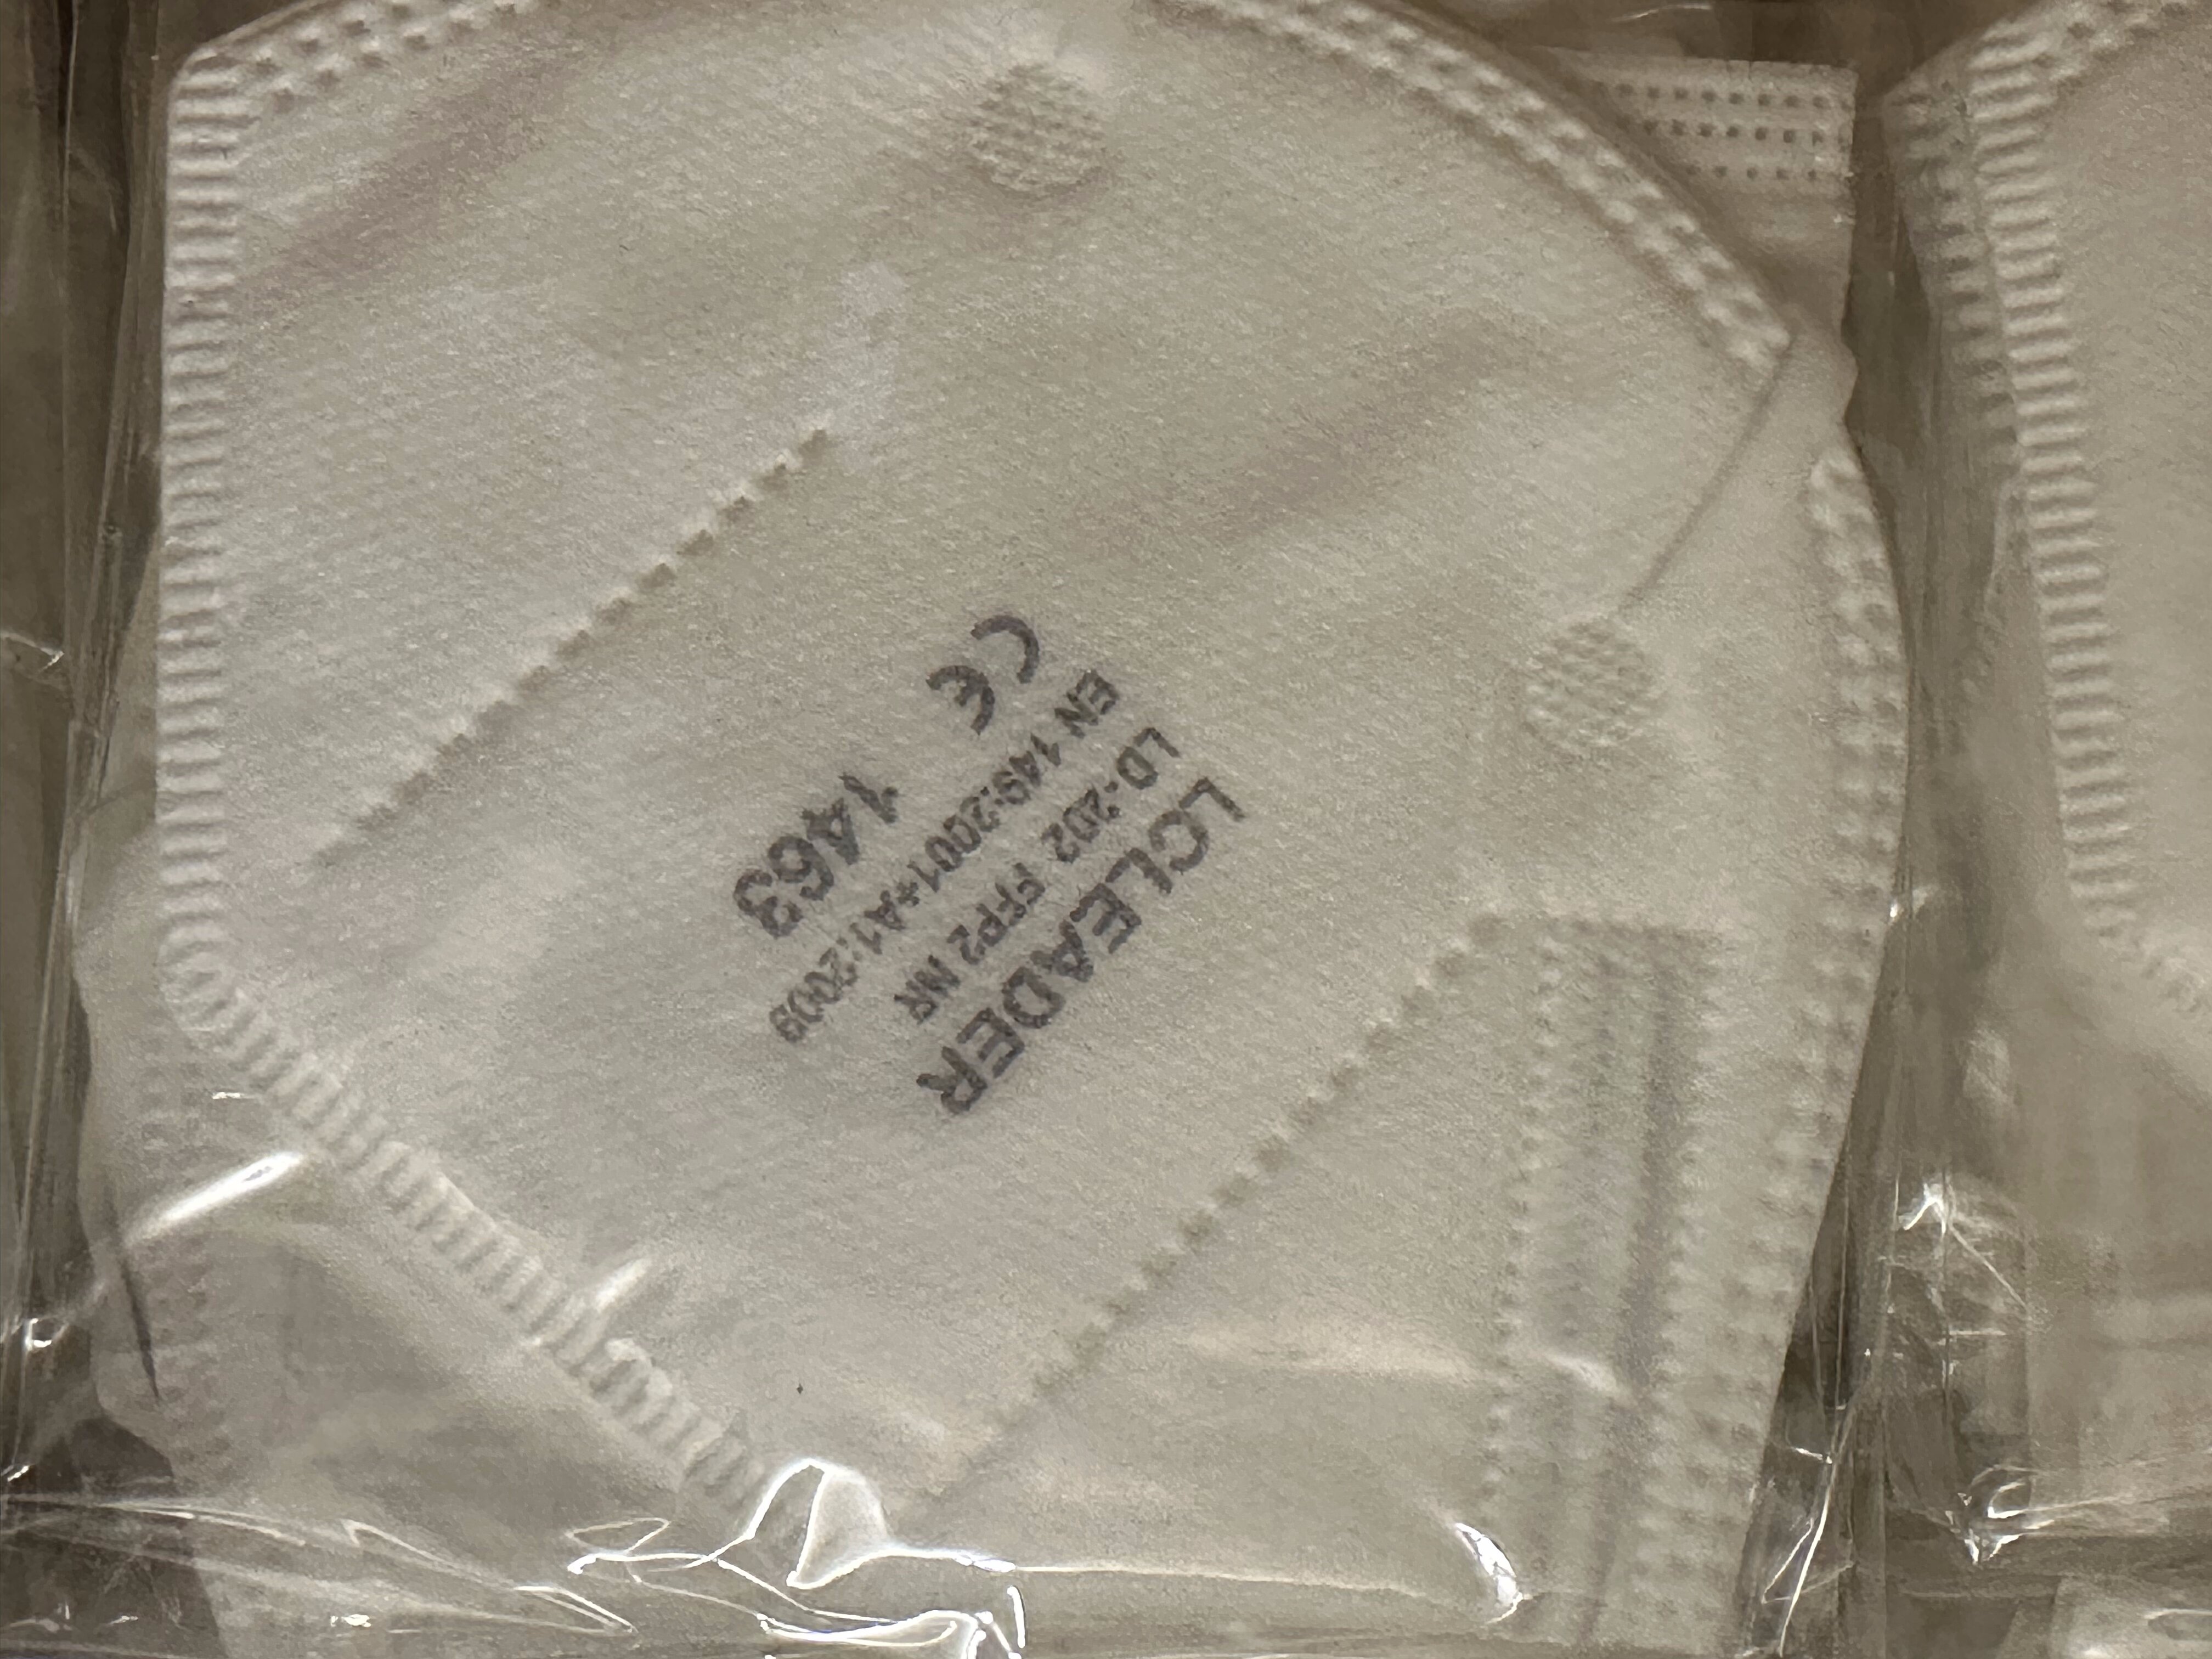 LCLEADER
LD-202 FFP2 NR
EN 149:2001+A1:2009
CE 1463